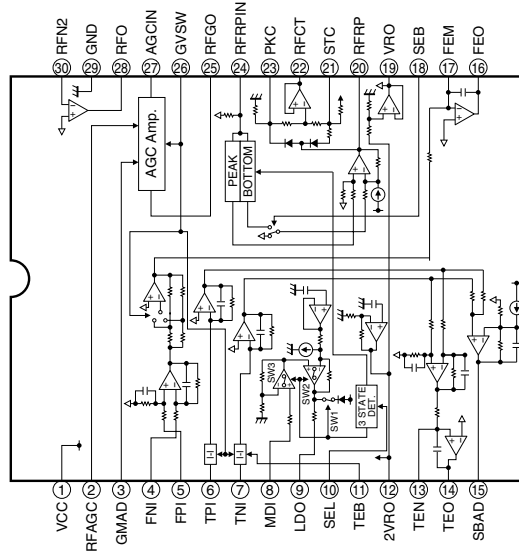 RFN2
GND
RFO
AGCIN
GVSW
RFGO
RFRPIN
PKC
RFCT
STC
RFRP
VRO
SEB
FEM
FEO
30
29
28
27
26
25
24
23
22
21
20
19
18
17
16
AGC Amp.
PEAK
BOTTOM
SW3
SW2
SW1
3 STATE
DET.
1
2
3
4
5
6
7
8
9
10
11
12
13
14
15
VCC
RFAGC
GMAD
FNI
FPI
TPI
TNI
MDI
LDO
SEL
TEB
2VRO
TEN
TEO
SBAD